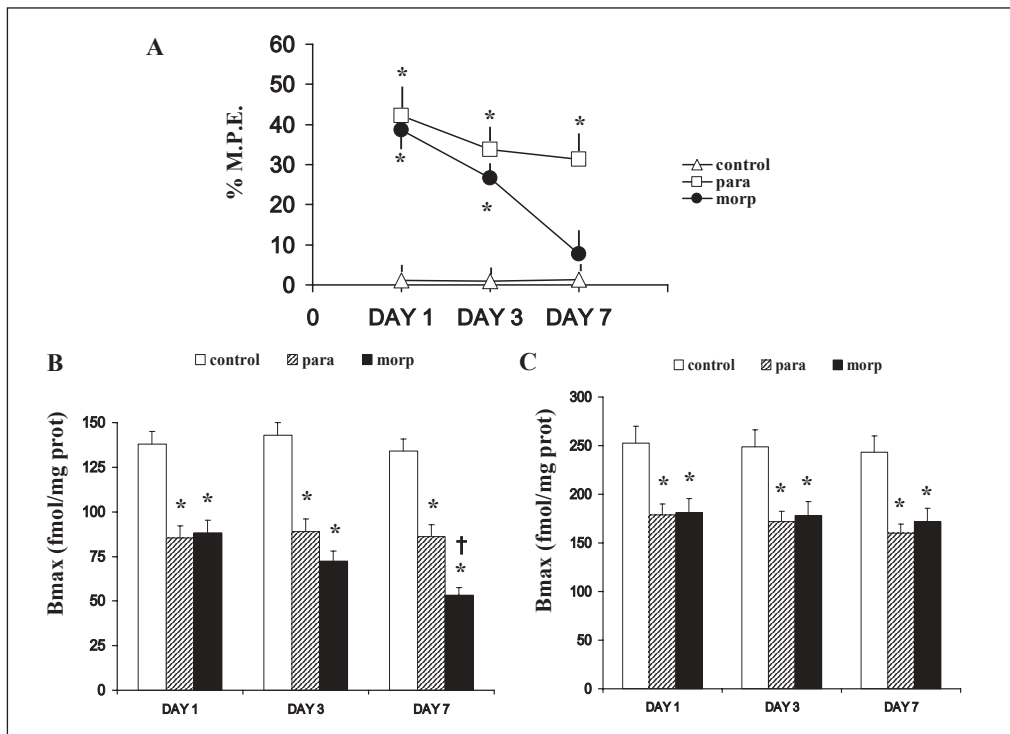 A
% M.P.E.
60
50
40
30
20
10
0
*
*
*
*
*
0 DAY 1 DAY 3 DAY 7
control
para
morp
B
control para morp
Bmax (fmol/mg prot)
150
125
100
75
50
25
0
* *
* *
* † *
DAY 1 DAY 3 DAY 7
C
control para morp
Bmax (fmol/mg prot)
300
250
200
150
100
50
0
* *
* *
* *
DAY 1 DAY 3 DAY 7